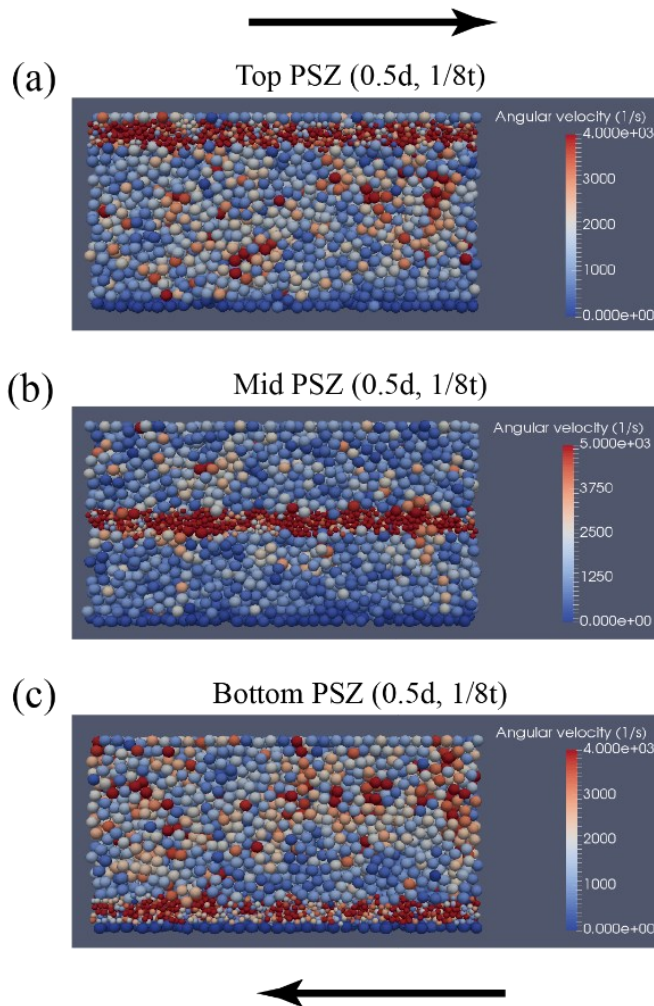 (a)
Top PSZ (0.5d, 1/8t)
Angular velocity (1/s)
4.000e+03
3000
2000
1000
0.000e+00
(b)
Mid PSZ (0.5d, 1/8t)
Angular velocity (1/s)
5.000e+03
3750
2500
1250
0.000e+00
(c)
Bottom PSZ (0.5d, 1/8t)
Angular velocity (1/s)
4.000e+03
3000
2000
1000
0.000e+00